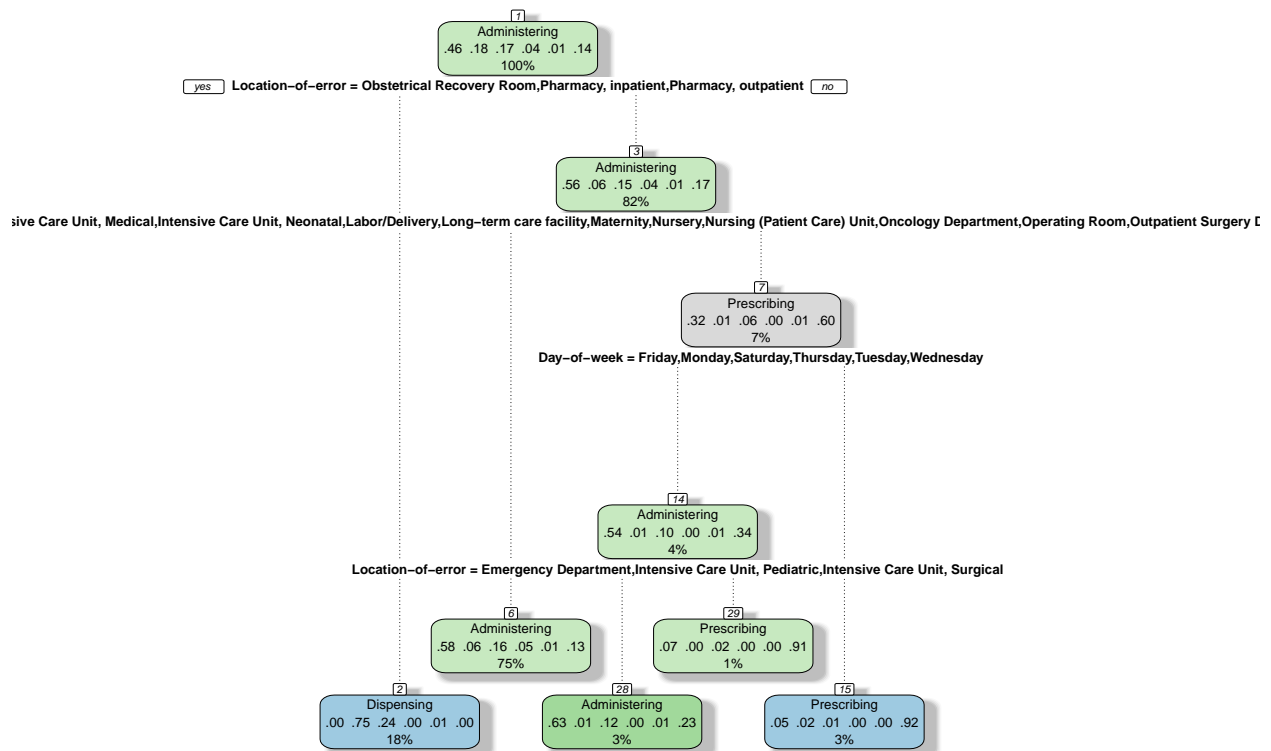 1
Administering
.46 .18 .17 .04 .01 .14
100%
yes Location−of−error = Obstetrical Recovery Room,Pharmacy, inpatient,Pharmacy, outpatient no
3
Administering
.56 .06 .15 .04 .01 .17
82%
sive Care Unit, Medical,Intensive Care Unit, Neonatal,Labor/Delivery,Long−term care facility,Maternity,Nursery,Nursing (Patient Care) Unit,Oncology Department,Operating Room,Outpatient Surgery D
7
Prescribing
.32 .01 .06 .00 .01 .60
7%
Day−of−week = Friday,Monday,Saturday,Thursday,Tuesday,Wednesday
14
Administering
.54 .01 .10 .00 .01 .34
4%
Location−of−error = Emergency Department,Intensive Care Unit, Pediatric,Intensive Care Unit, Surgical
6
Administering
.58 .06 .16 .05 .01 .13
75%
29
Prescribing
.07 .00 .02 .00 .00 .91
1%
2
Dispensing
.00 .75 .24 .00 .01 .00
18%
28
Administering
.63 .01 .12 .00 .01 .23
3%
15
Prescribing
.05 .02 .01 .00 .00 .92
3%